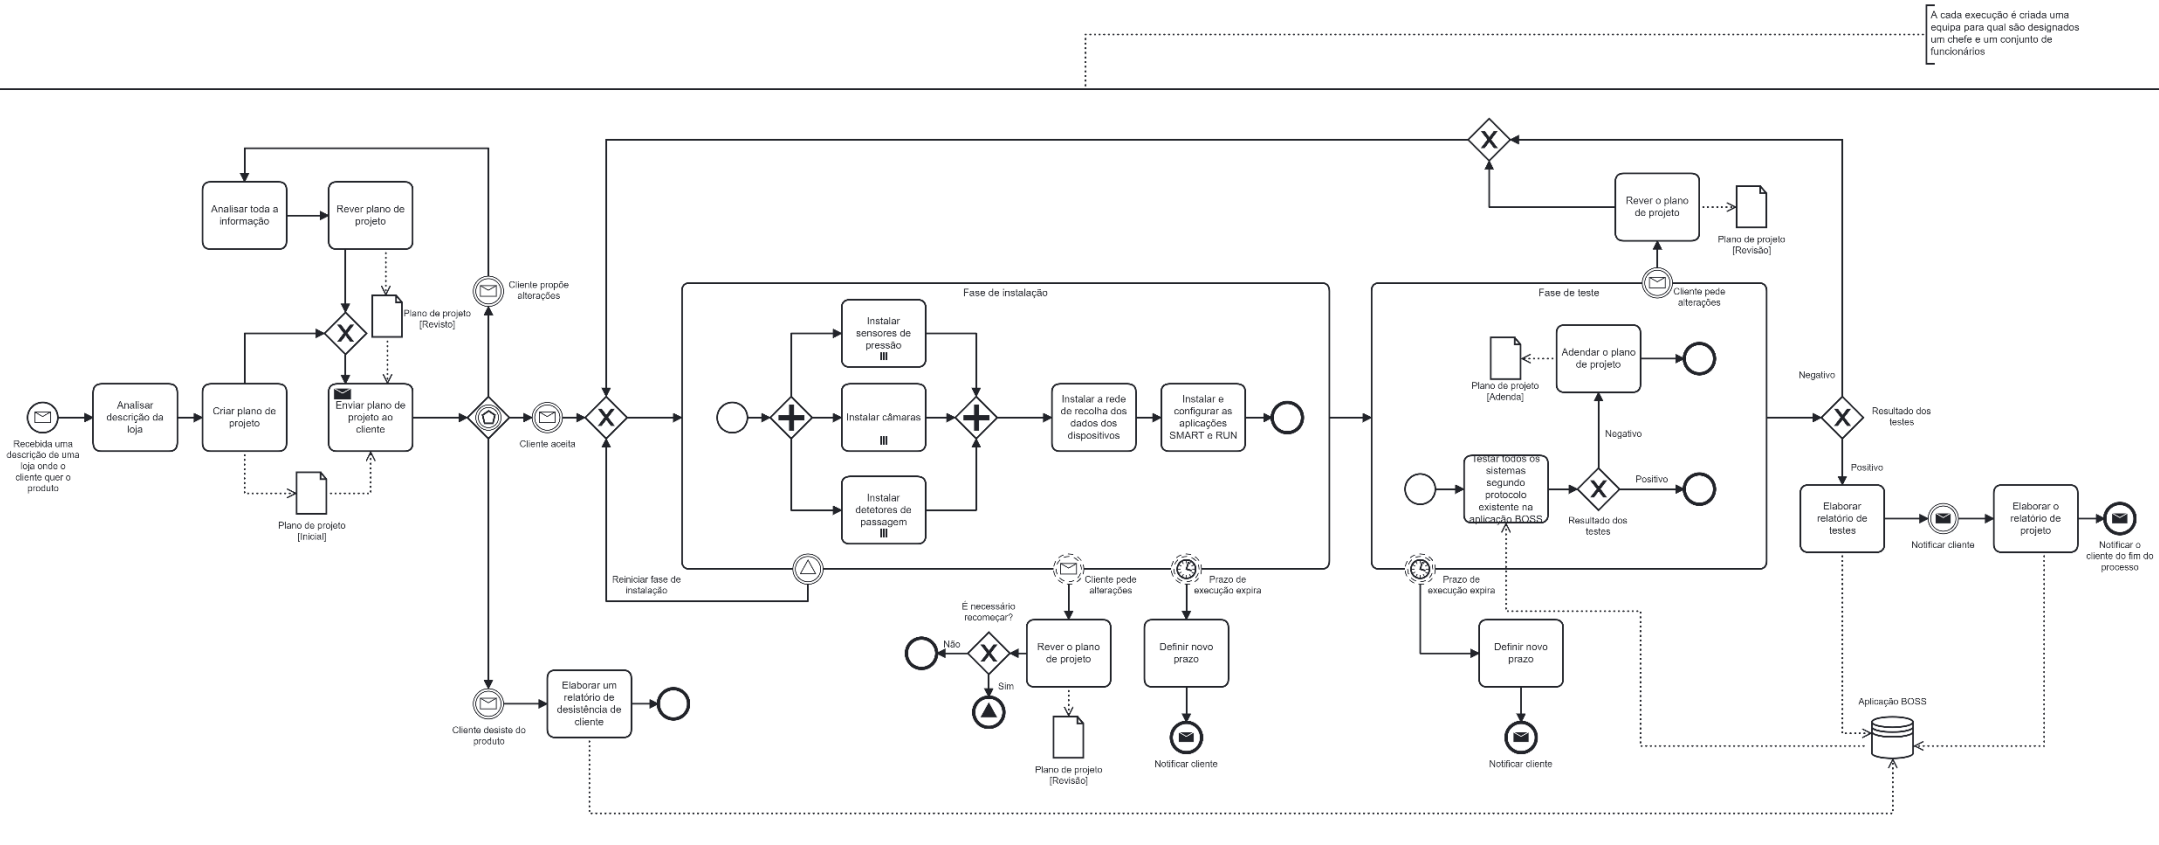 A cada execução é criada uma
equipa para qual são designados
um chefe e um conjunto de
funcionários
Analisar toda a
informação
Rever plano de
projeto
Cliente propõe
alterações
Plano de projeto
[Revisto]
Recebida uma
descrição de uma
loja onde o
cliente quer o
produto
Analisar
descrição da
loja
Criar plano de
projeto
Enviar plano de
projeto ao
cliente
Plano de projeto
[Inicial]
Cliente aceita
Cliente desiste do
produto
Elaborar um
relatório de
desistência de
cliente
Fase de instalação
Instalar
sensores de
pressão
Instalar câmaras
Instalar
detetores de
passagem
Instalar a rede
de recolha dos
dados dos
dispositivos
Instalar e
configurar as
aplicações
SMART e RUN
Reiniciar fase de
instalação
Cliente pede
alterações
Prazo de
execução expira
É necessário
recomeçar?
Não
Sim
Rever o plano
de projeto
Plano de projeto
[Revisão]
Definir novo
prazo
Notificar cliente
Fase de teste
Cliente pede
alterações
Rever o plano
de projeto
Plano de projeto
[Revisão]
Adendar o plano
de projeto
Plano de projeto
[Adenda]
Negativo
Testar todos os
sistemas
segundo
protocolo
existente na
aplicação BOSS
Positivo
Resultado dos
testes
Prazo de
execução expira
Definir novo
prazo
Notificar cliente
Negativo
Resultado dos
testes
Positivo
Elaborar
relatório de
testes
Notificar cliente
Elaborar o
relatório de
projeto
Notificar o
cliente do fim do
processo
Aplicação BOSS